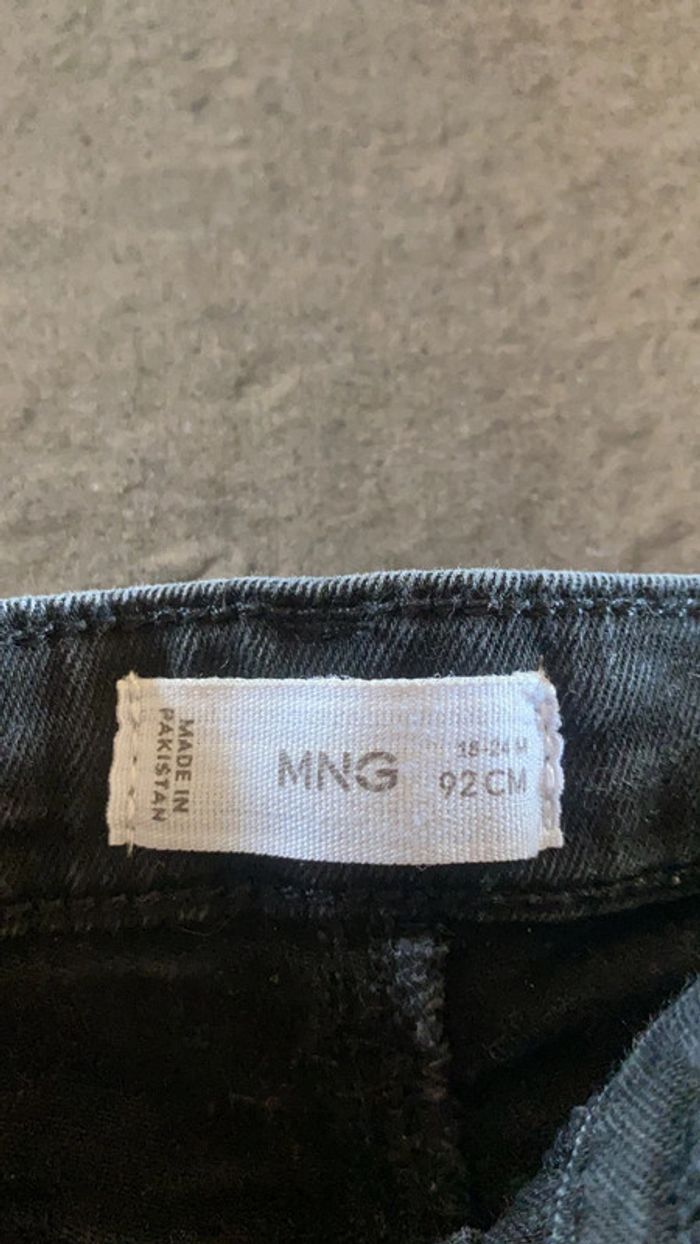 MADE IN
PAKISTAN
MNG
18-24 M
92 CM